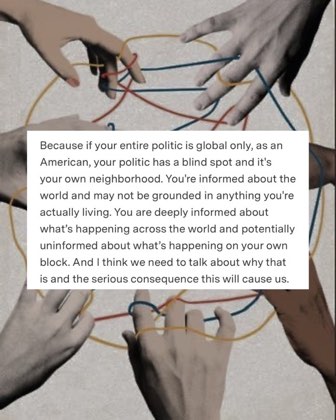 Because if your entire politic is global only, as an
American, your politic has a blind spot and it's
your own neighborhood. You're informed about the
world and may not be grounded in anything you're
actually living. You are deeply informed about
what's happening across the world and potentially
uninformed about what's happening on your own
block. And I think we need to talk about why that
is and the serious consequence this will cause us.